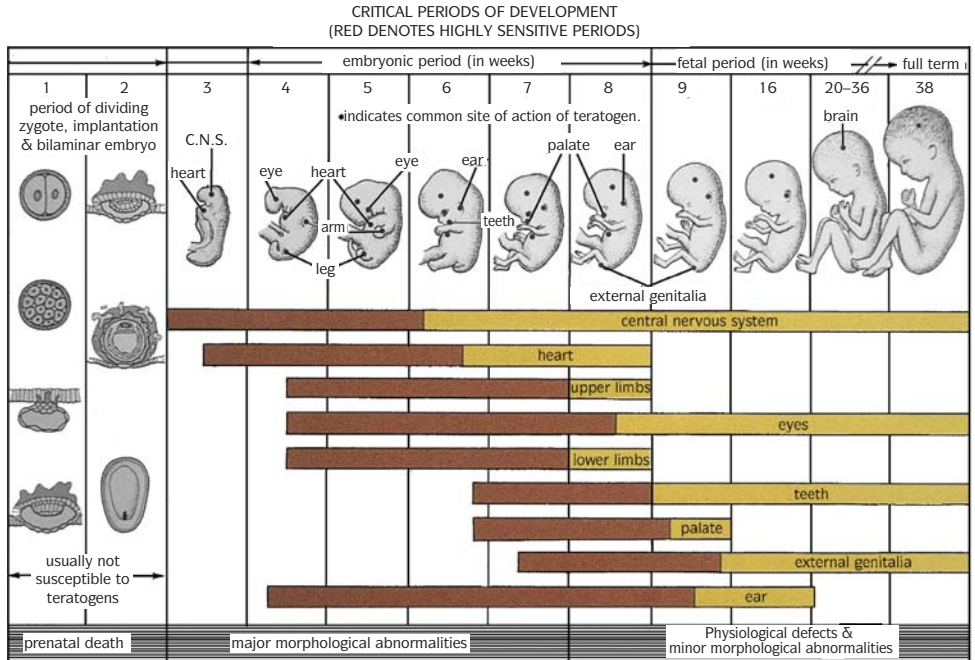 CRITICAL PERIODS OF DEVELOPMENT
(RED DENOTES HIGHLY SENSITIVE PERIODS)
embryonic period (in weeks)
fetal period (in weeks)
full term
1
2
3
4
5
6
7
8
9
16
20–36
38
period of dividing
zygote, implantation
& bilaminar embryo
•indicates common site of action of teratogen.
C.N.S.
heart
eye
heart
eye
ear
palate
ear
brain
arm
teeth
leg
external genitalia
central nervous system
heart
upper limbs
eyes
lower limbs
teeth
palate
external genitalia
ear
usually not
susceptible to
teratogens
prenatal death
major morphological abnormalities
Physiological defects &
minor morphological abnormalities